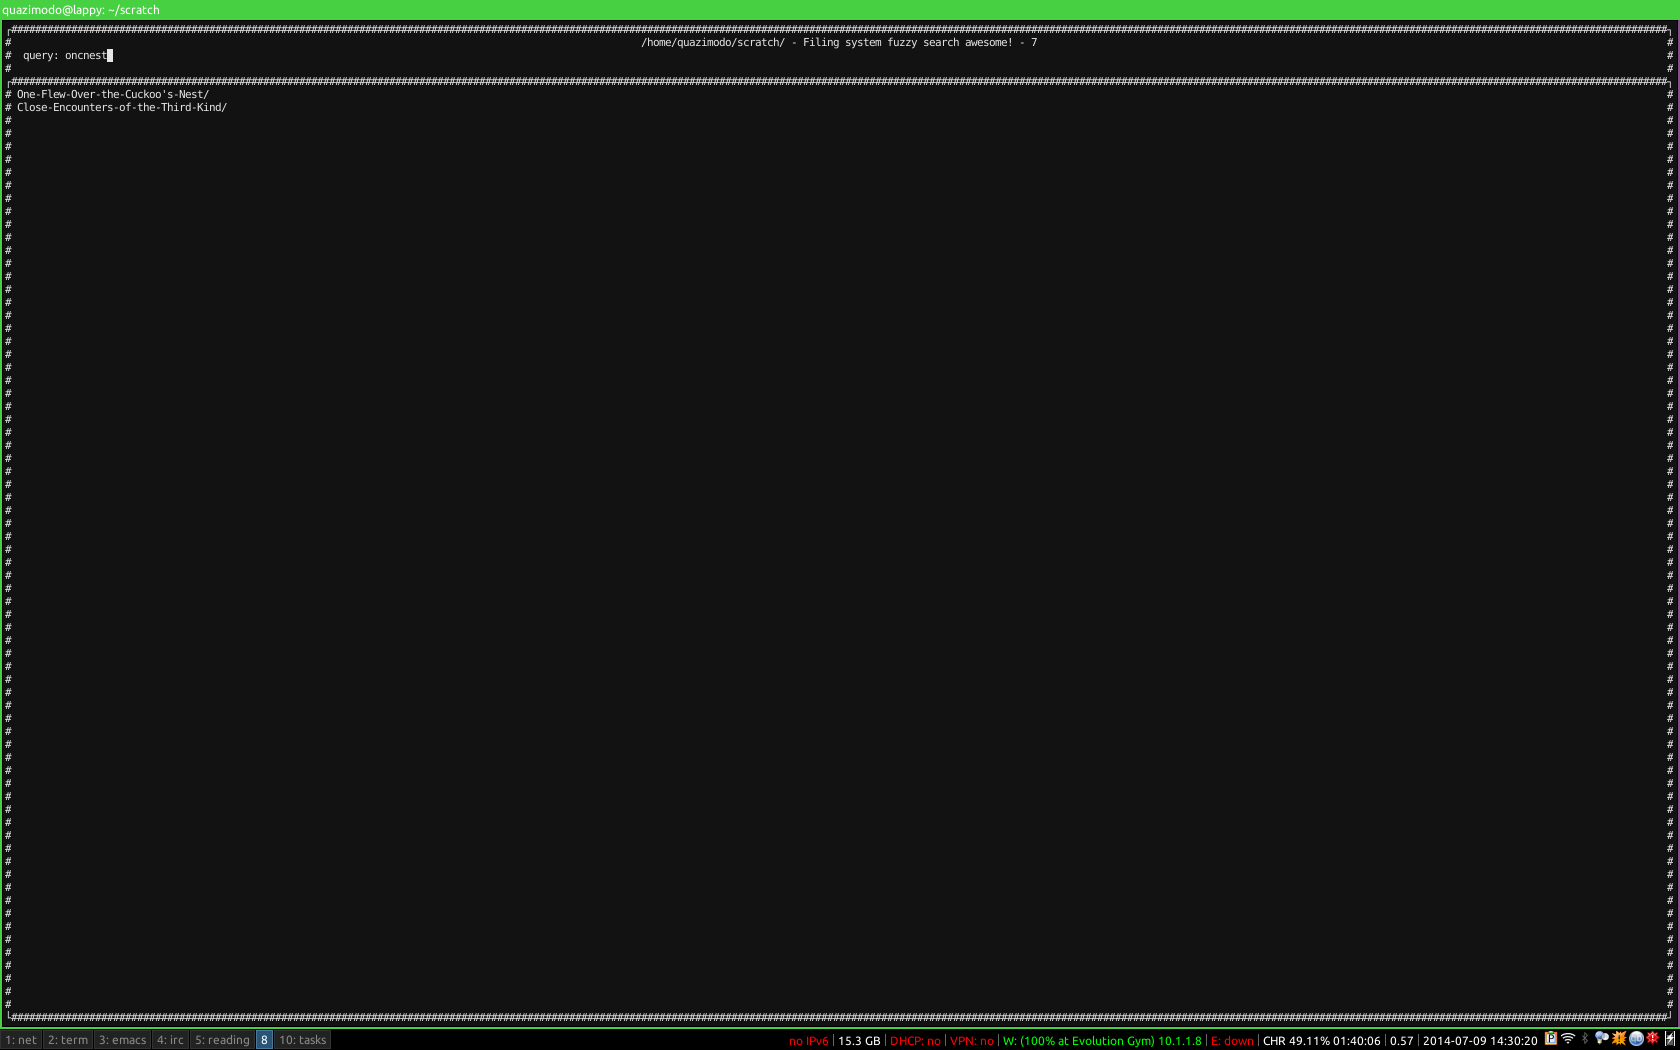 quazimodo@lappy: ~/scratch
/home/quazimodo/scratch/ - Filing system fuzzy search awesome! - 7
query: oncnest
One-Flew-Over-the-Cuckoo's-Nest/
Close-Encounters-of-the-Third-Kind/
1: net 2: term 3: emacs 4: irc 5: reading 8 10: tasks no IPv6 | 15.3 GB | DHCP: no | VPN: no | W: (100% at Evolution Gym) 10.1.1.8 | E: down | CHR 49.11% 01:40:06 | 0.57 | 2014-07-09 14:30:20